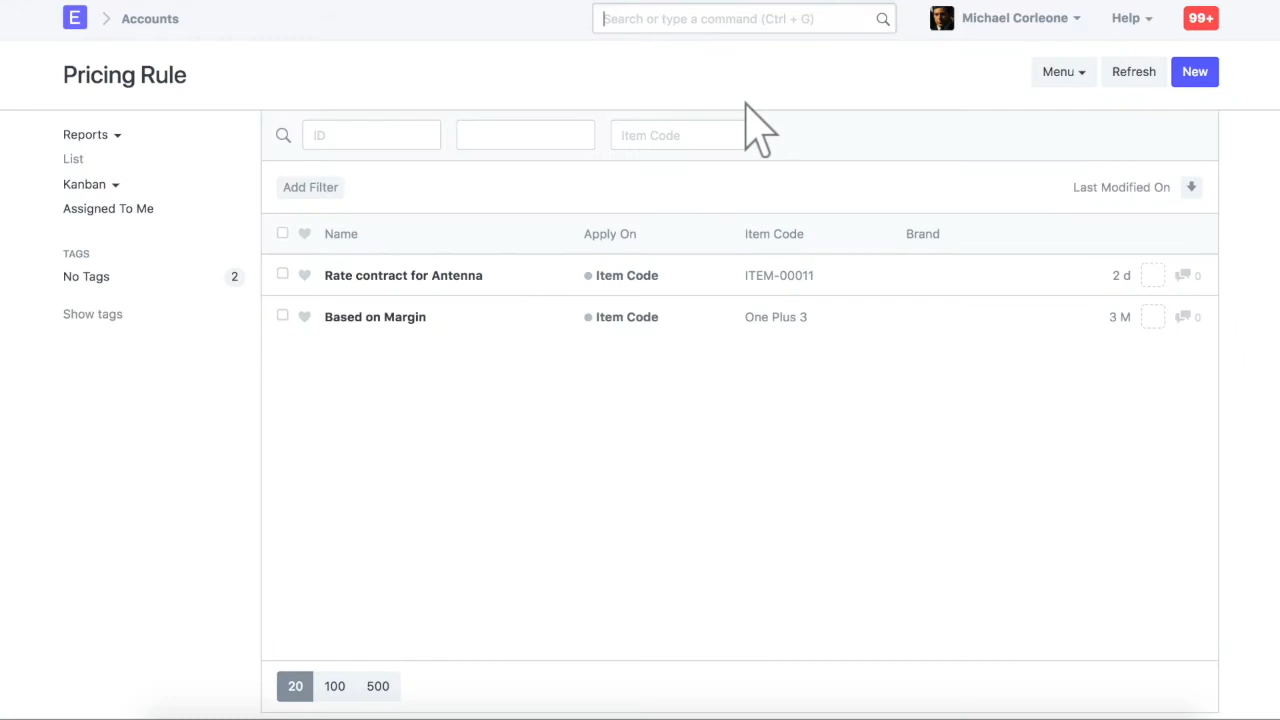 E Accounts Search or type a command (Ctrl + G) Michael Corleone Help 99+
Pricing Rule Menu Refresh New
Reports ID Item Code
List
Kanban Add Filter Last Modified On
Assigned To Me
Name Apply On Item Code Brand
TAGS
No Tags 2 Rate contract for Antenna Item Code ITEM-00011 2 d 0
Show tags Based on Margin Item Code One Plus 3 3 M 0
20 100 500